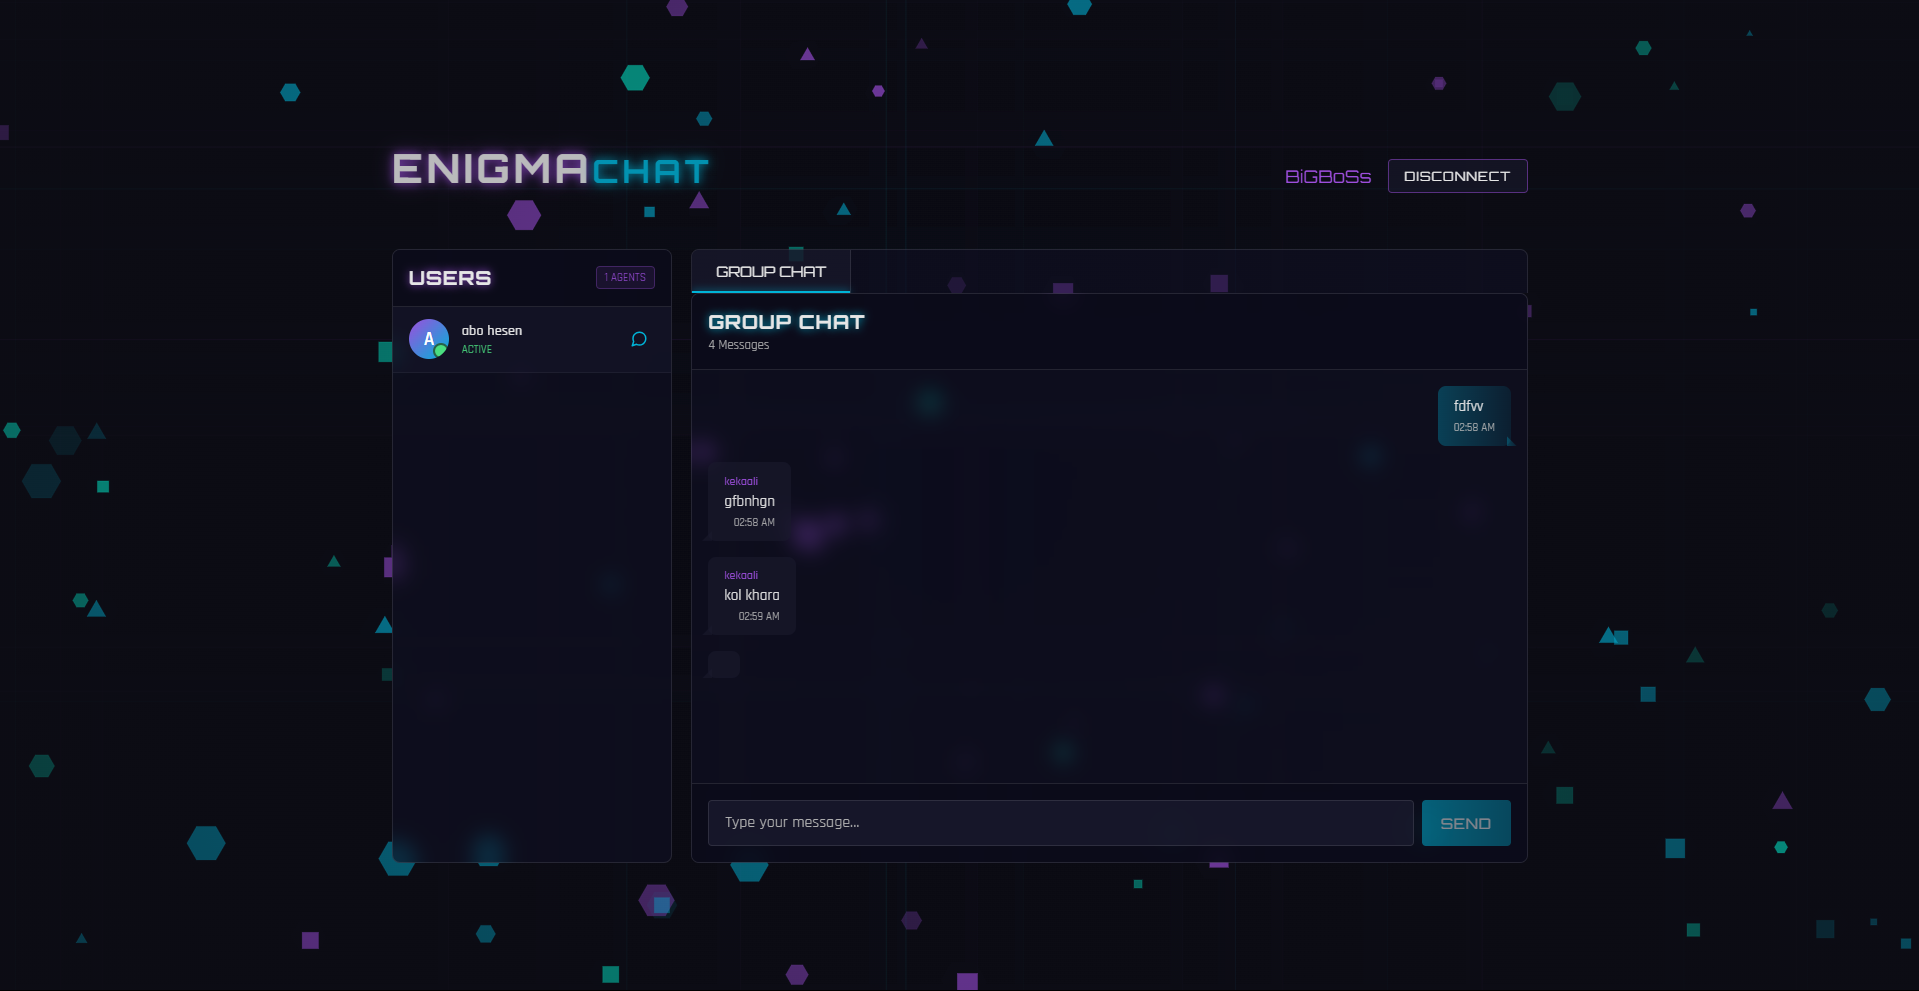 ENIGMACHAT
BiGBoSs
DISCONNECT
USERS
1 AGENTS
A
abo hesen
ACTIVE
GROUP CHAT
GROUP CHAT
4 Messages
fdfvv
02:58 AM
kekaali
gfbnhgn
02:58 AM
kekaali
kol khara
02:59 AM
Type your message...
SEND